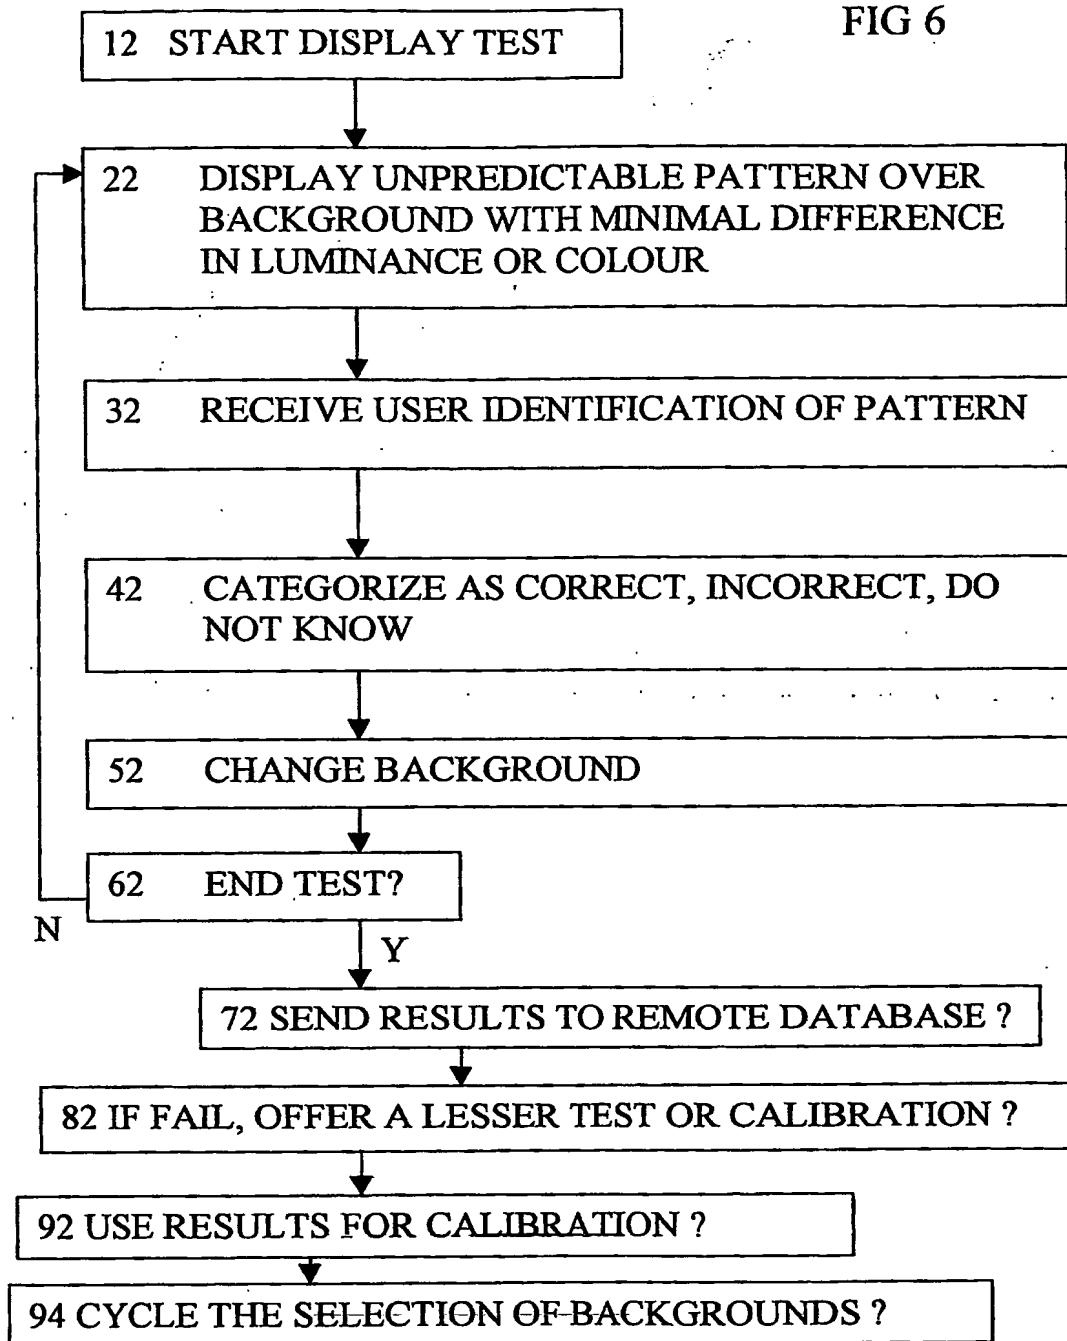 FIG 6
12 START DISPLAY TEST
22 DISPLAY UNPREDICTABLE PATTERN OVER
BACKGROUND WITH MINIMAL DIFFERENCE
IN LUMINANCE OR COLOUR
32 RECEIVE USER IDENTIFICATION OF PATTERN
42 CATEGORIZE AS CORRECT, INCORRECT, DO
NOT KNOW
52 CHANGE BACKGROUND
62 END TEST?
N
Y
72 SEND RESULTS TO REMOTE DATABASE ?
82 IF FAIL, OFFER A LESSER TEST OR CALIBRATION ?
92 USE RESULTS FOR CALIBRATION ?
94 CYCLE THE SELECTION OF BACKGROUNDS ?